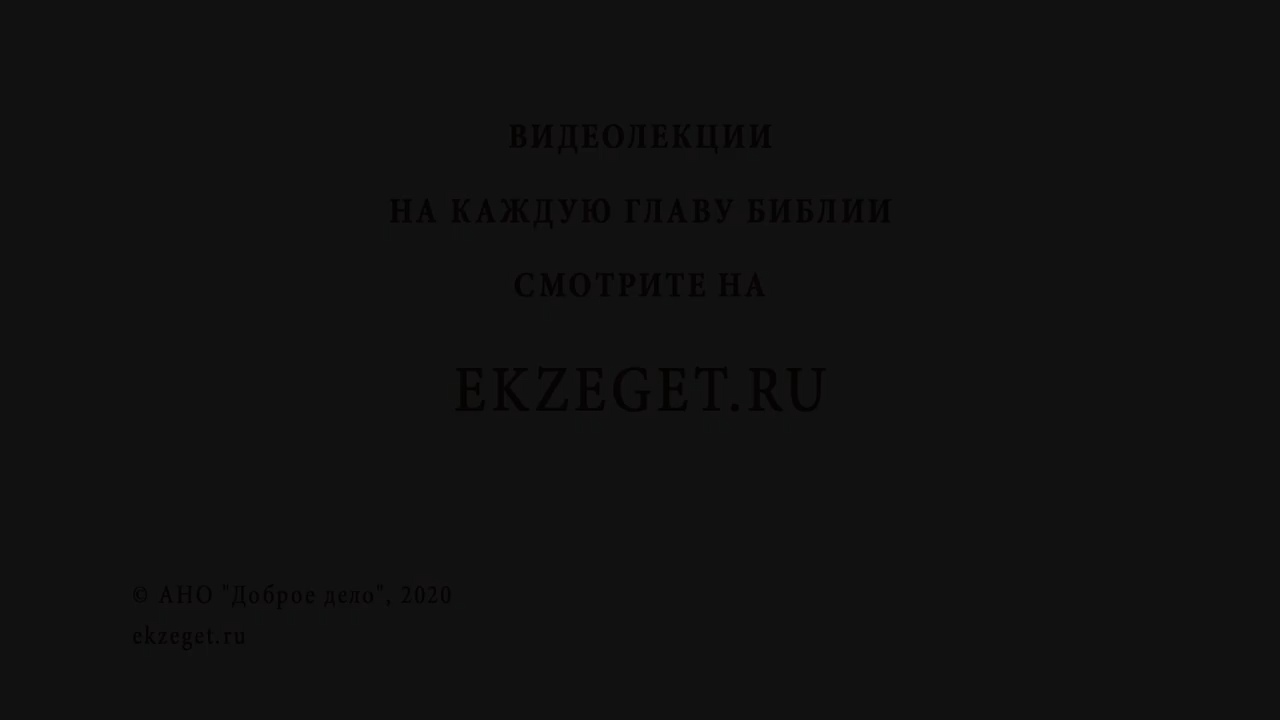 ВИДЕОЛЕКЦИИ
НА КАЖДУЮ ГЛАВУ БИБЛИИ
СМОТРИТЕ НА
EKZEGET.RU
© АНО "Доброе дело", 2020
ekzeget.ru